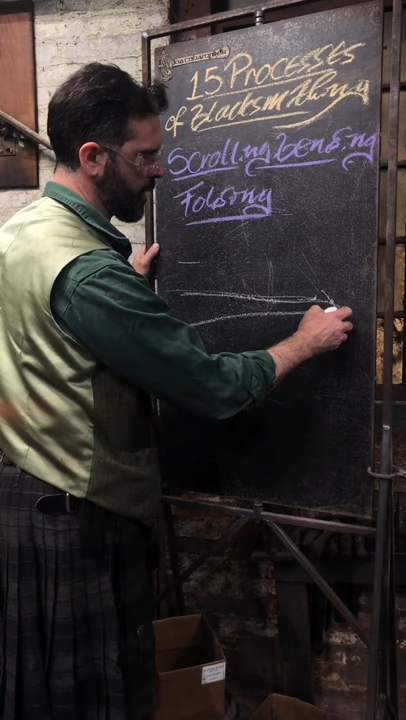 15 Processes
of Blacksmithing
Scrolling bending
Folding